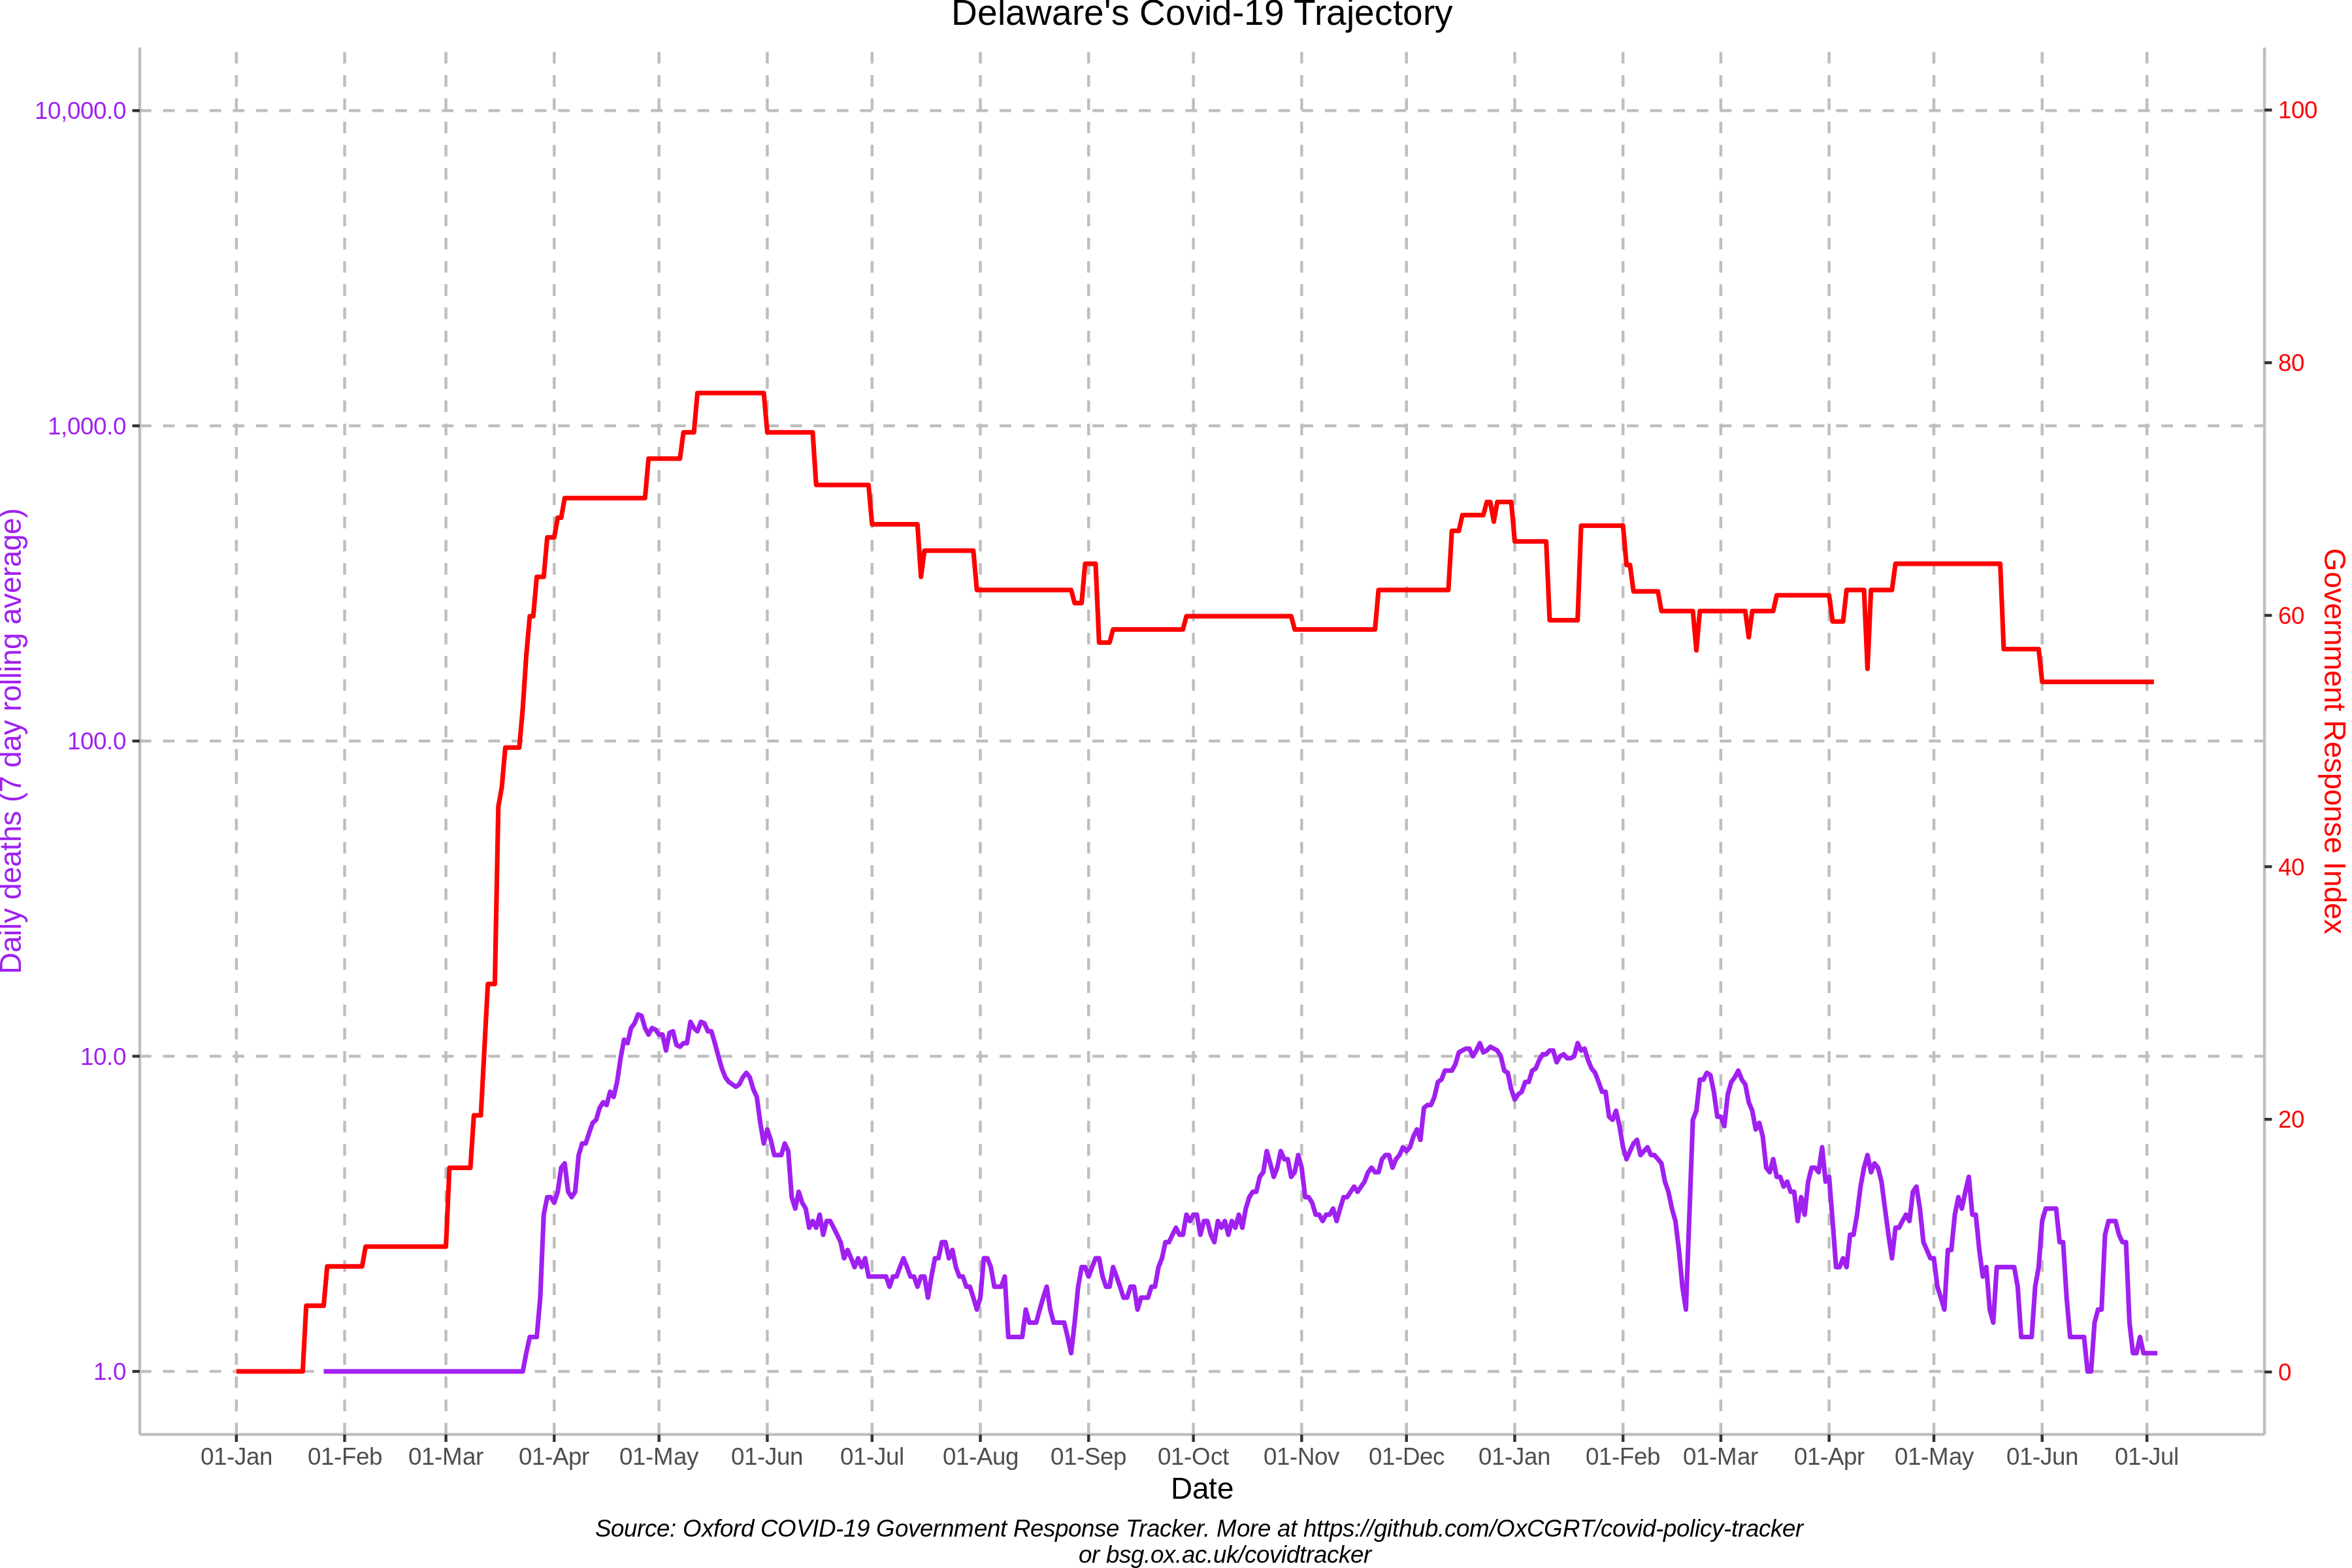 Delaware's Covid-19 Trajectory
10,000.0
1,000.0
100.0
10.0
1.0
Daily deaths (7 day rolling average)
100
80
60
40
20
0
Government Response Index
01-Jan 01-Feb 01-Mar 01-Apr 01-May 01-Jun 01-Jul 01-Aug 01-Sep 01-Oct 01-Nov 01-Dec 01-Jan 01-Feb 01-Mar 01-Apr 01-May 01-Jun 01-Jul
Date
Source: Oxford COVID-19 Government Response Tracker. More at https://github.com/OxCGRT/covid-policy-tracker
or bsg.ox.ac.uk/covidtracker